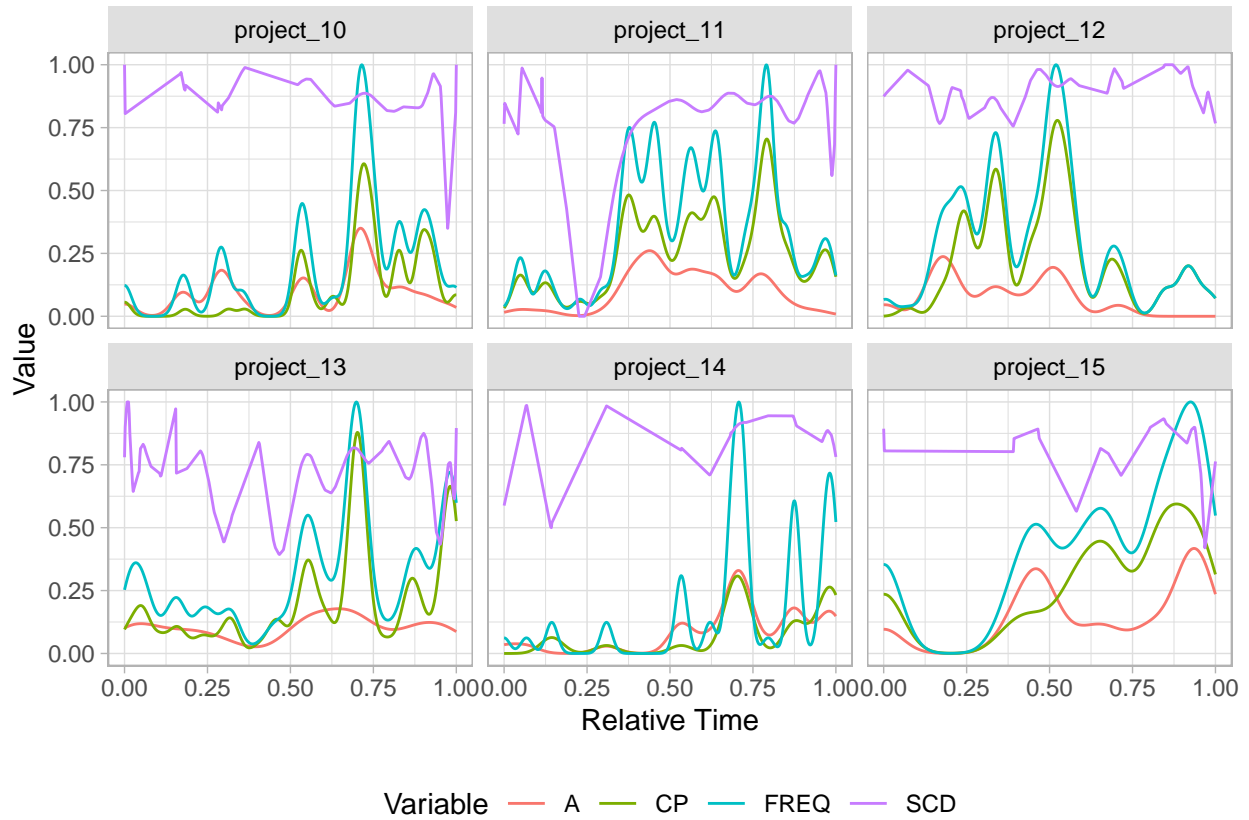 project_10 project_11 project_12
1.00
0.75
0.50
0.25
0.00
project_13 project_14 project_15
1.00
0.75
0.50
0.25
0.00
0.00 0.25 0.50 0.75 1.00 0.00 0.25 0.50 0.75 1.00 0.00 0.25 0.50 0.75 1.00
Value
Relative Time
Variable A CP FREQ SCD